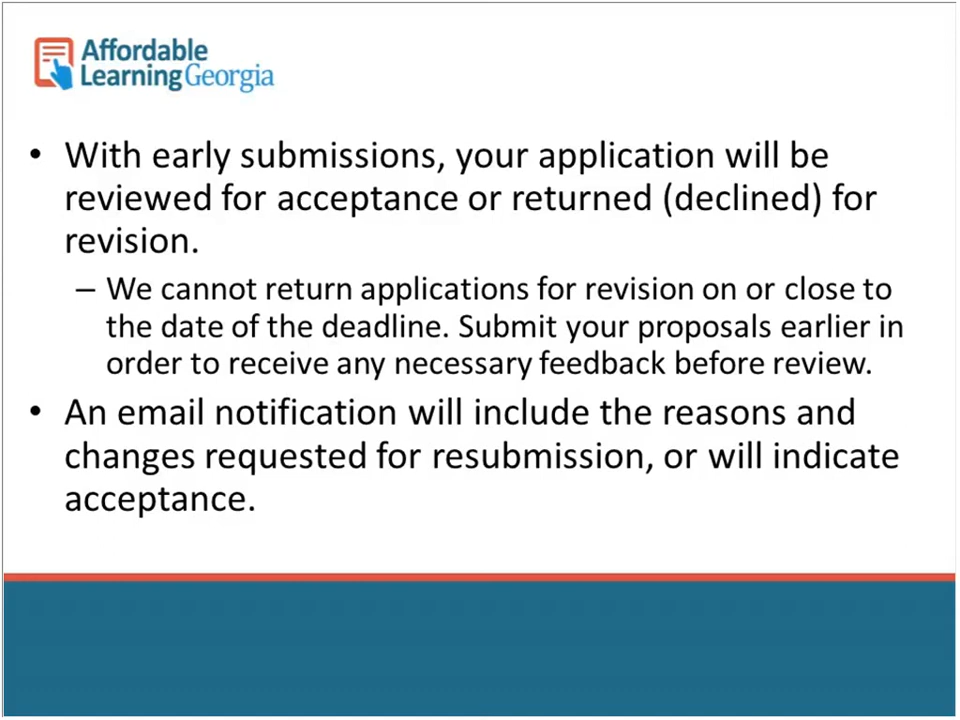 Affordable
LearningGeorgia
• With early submissions, your application will be
reviewed for acceptance or returned (declined) for
revision.
– We cannot return applications for revision on or close to
the date of the deadline. Submit your proposals earlier in
order to receive any necessary feedback before review.
• An email notification will include the reasons and
changes requested for resubmission, or will indicate
acceptance.